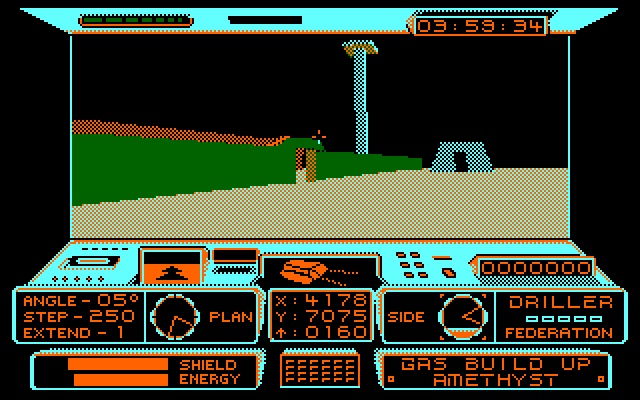 03:59:34
0000000
ANGLE-05°
STEP-250
EXTEND-1
PLAN
X:4178
Y:7075
↑:0160
SIDE
DRILLER
FEDERATION
SHIELD
ENERGY
GAS BUILD UP
AMETHYST